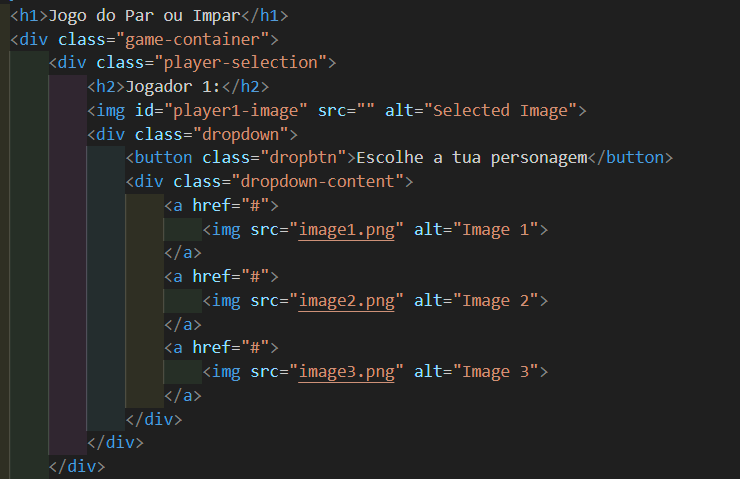 <h1>Jogo do Par ou Impar</h1>
<div class="game-container">
<div class="player-selection">
<h2>Jogador 1:</h2>
<img id="player1-image" src="" alt="Selected Image">
<div class="dropdown">
<button class="dropbtn">Escolhe a tua personagem</button>
<div class="dropdown-content">
<a href="#">
<img src="image1.png" alt="Image 1">
</a>
<a href="#">
<img src="image2.png" alt="Image 2">
</a>
<a href="#">
<img src="image3.png" alt="Image 3">
</a>
</div>
</div>
</div>